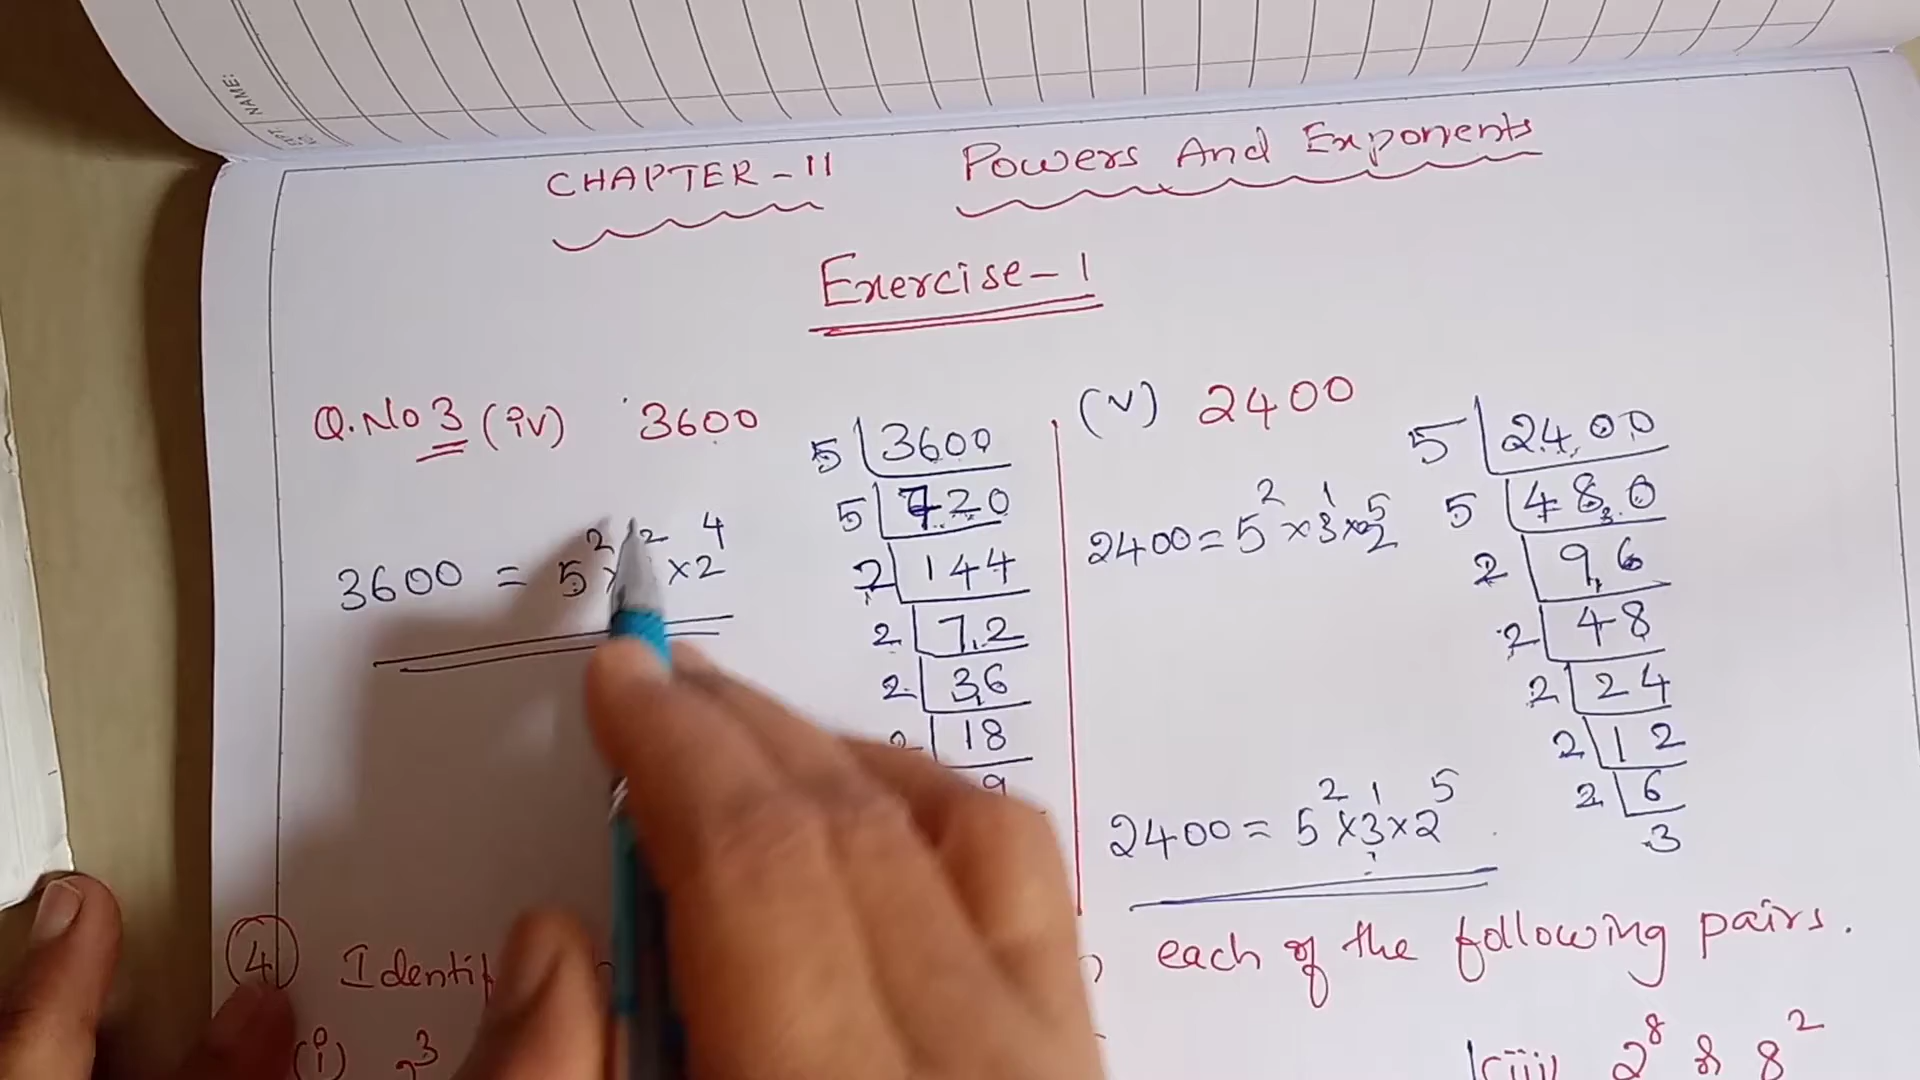 NAME:
CHAPTER-11 Powers And Exponents
Exercise-1
Q.No 3 (iv) 3600
5 3600
5 720
2 144
2 72
2 36
2 18
9
3600 = 5² × ² × 2⁴
(v) 2400
5 2400
5 480
2 96
2 48
2 24
2 12
2 6
3
2400 = 5² × 3¹ × 2⁵
2400 = 5² × 3¹ × 2⁵
4 Identif each of the following pairs.
(i) ³
(iii) 2⁸ & 8²